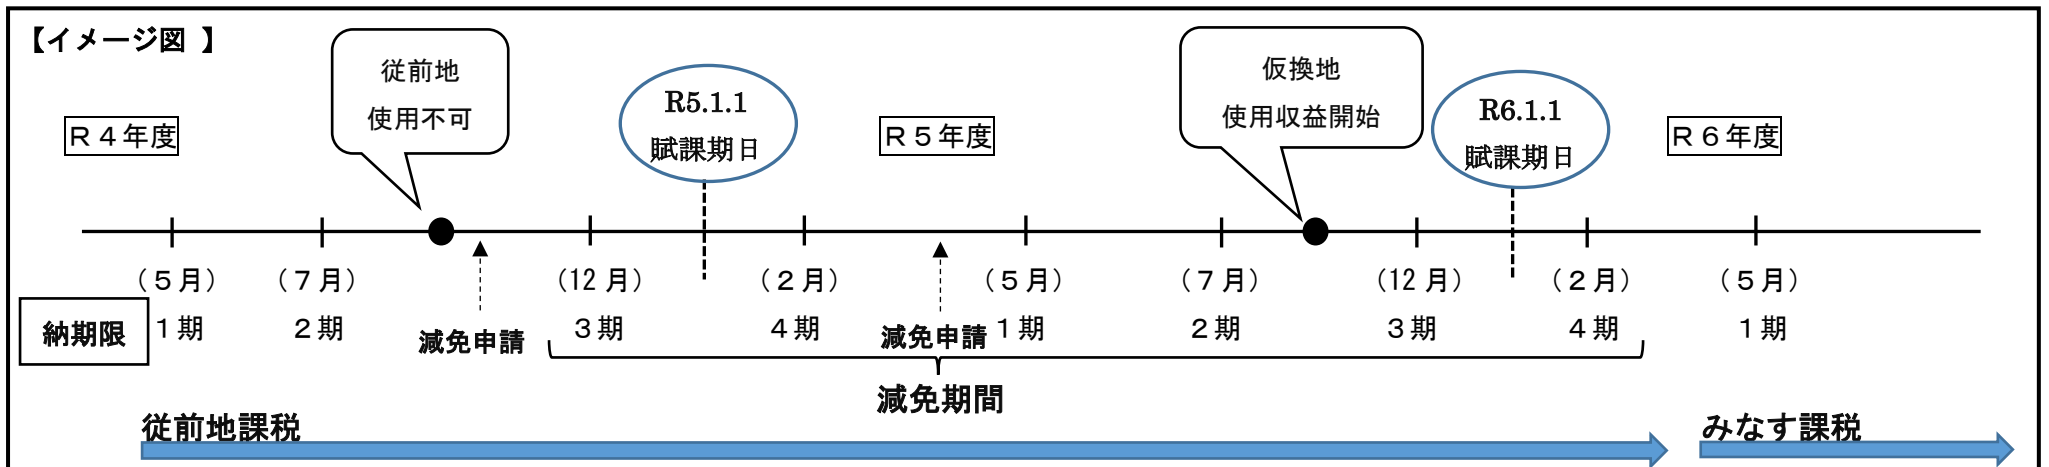 【イメージ図 】
従前地
使用不可
R5.1.1
賦課期日
仮換地
使用収益開始
R6.1.1
賦課期日
R4年度
R5年度
R6年度
(5月)
(7月)
(12月)
(2月)
(5月)
(7月)
(12月)
(2月)
(5月)
納期限
1期
2期
減免申請
3期
4期
減免申請
1期
2期
3期
4期
1期
減免期間
従前地課税
みなす課税